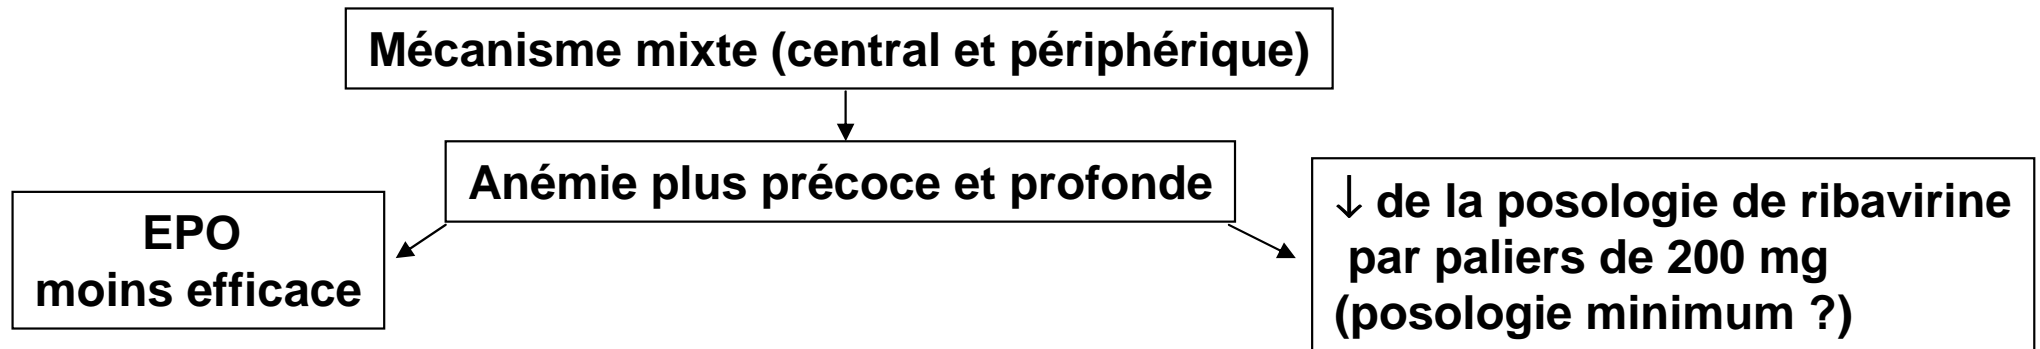 Mécanisme mixte (central et périphérique)
Anémie plus précoce et profonde
EPO
moins efficace
↓ de la posologie de ribavirine
par paliers de 200 mg
(posologie minimum ?)